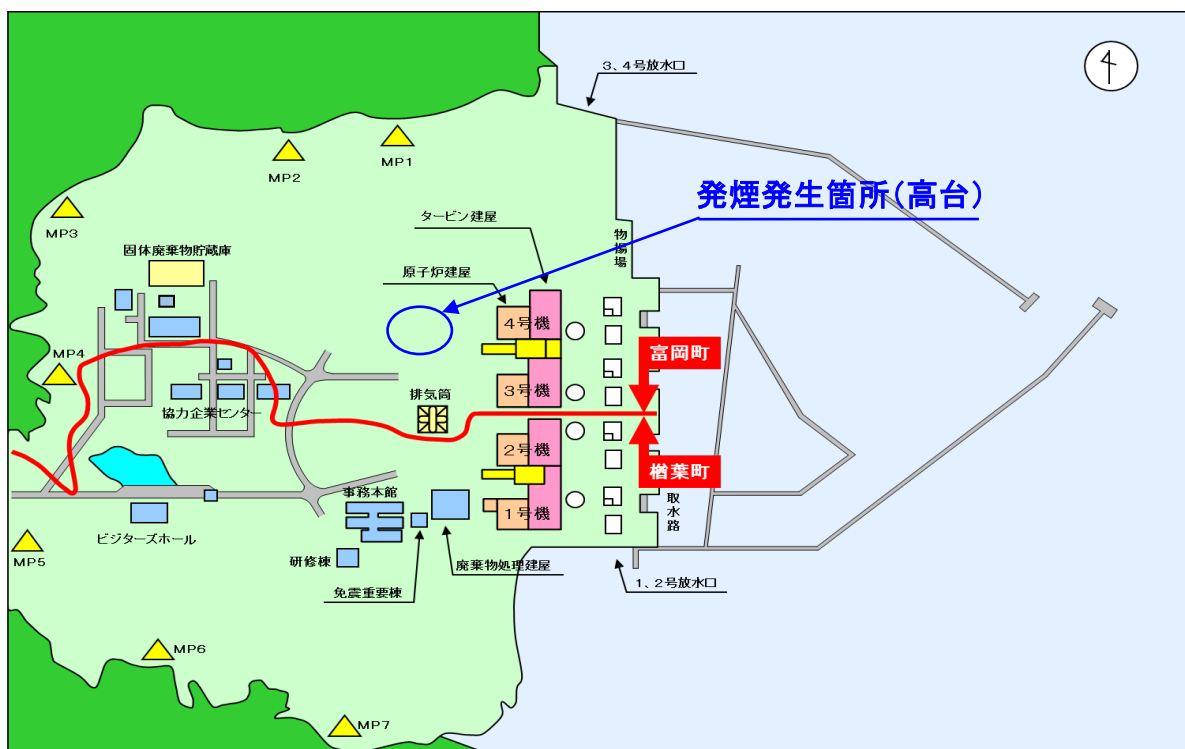 3、4号放水口
MP1
MP2
発煙発生箇所(高台)
MP3
タービン建屋
物揚場
固体廃棄物貯蔵庫
原子炉建屋
4号機
富岡町
MP4
3号機
排気筒
協力企業センター
2号機
楢葉町
事務本館
取水路
1号機
ビジターズホール
MP5
研修棟
廃棄物処理建屋
免震重要棟
1、2号放水口
MP6
MP7